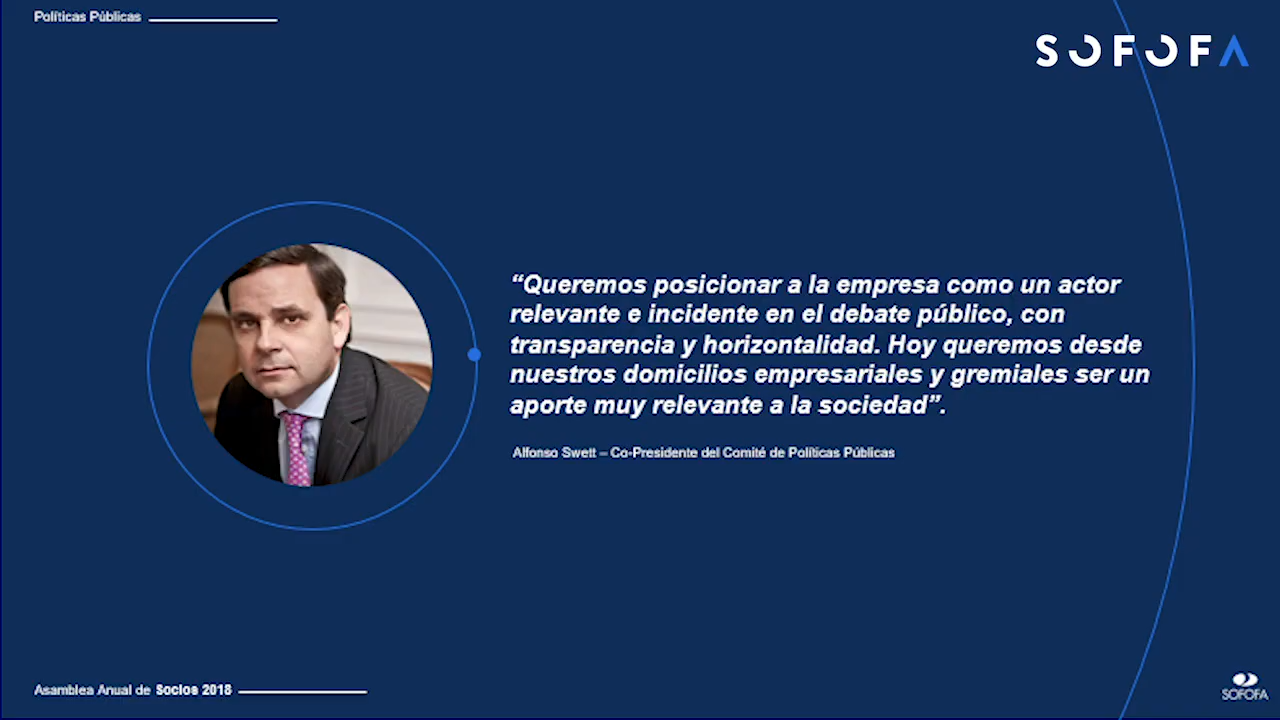 Políticas Públicas
SOFOFA
“Queremos posicionar a la empresa como un actor
relevante e incidente en el debate público, con
transparencia y horizontalidad. Hoy queremos desde
nuestros domicilios empresariales y gremiales ser un
aporte muy relevante a la sociedad”.
Alfonso Swett – Co-Presidente del Comité de Políticas Públicas
Asamblea Anual de Socios 2018
SOFOFA